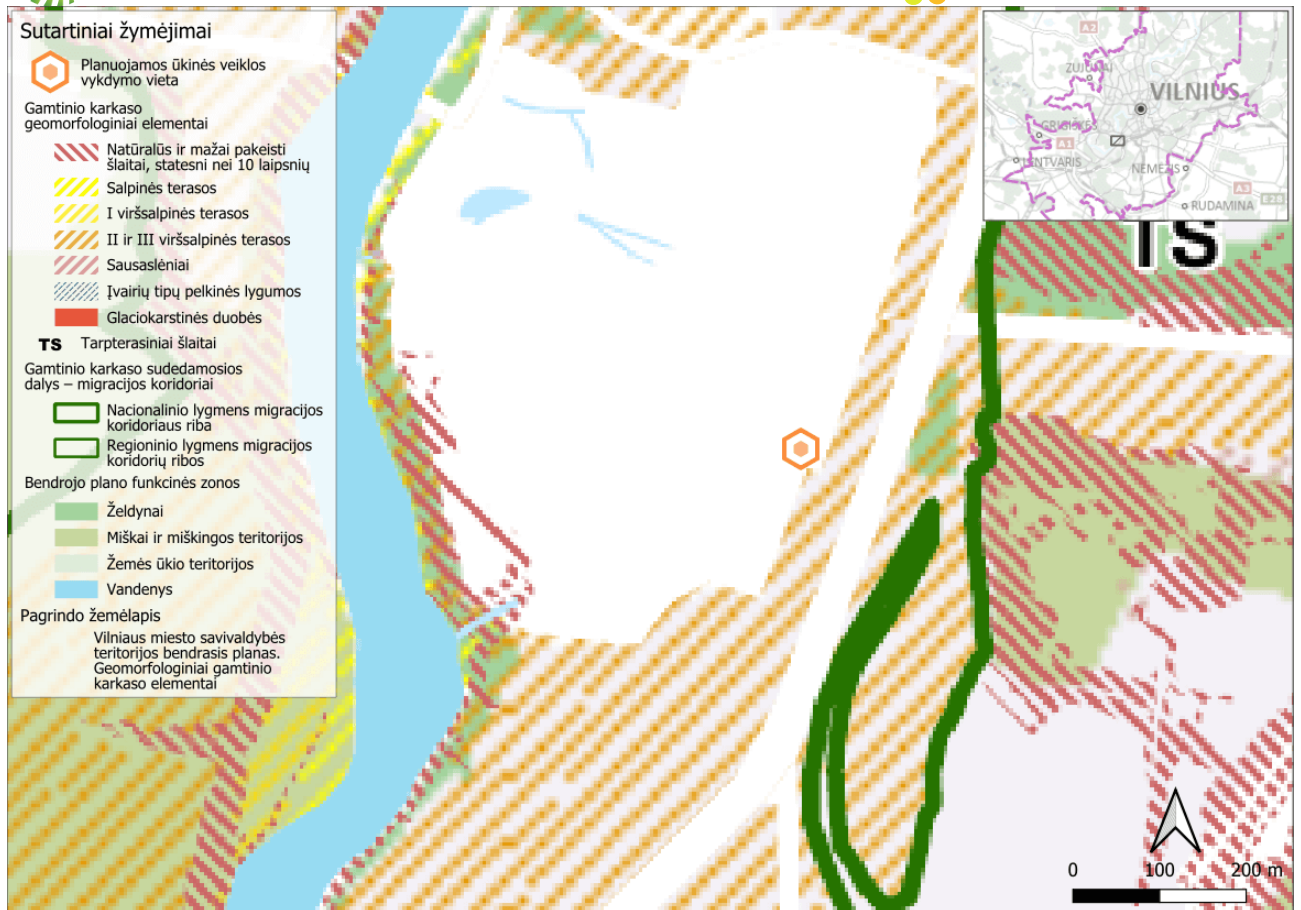 Sutartiniai žymėjimai
Planuojamos ūkinės veiklos
vykdymo vieta
Gamtinio karkaso
geomorfologiniai elementai
Natūralūs ir mažai pakeisti
šlaitai, statesni nei 10 laipsnių
Salpinės terasos
I viršsalpinės terasos
II ir III viršsalpinės terasos
Sausaslėniai
Įvairių tipų pelkinės lygumos
Glaciokarstinės duobės
TS Tarpterasiniai šlaitai
Gamtinio karkaso sudedamosios
dalys – migracijos koridoriai
Nacionalinio lygmens migracijos
koridoriaus riba
Regioninio lygmens migracijos
koridorių ribos
Bendrojo plano funkcinės zonos
Želdynai
Miškai ir miškingos teritorijos
Žemės ūkio teritorijos
Vandenys
Pagrindo žemėlapis
Vilniaus miesto savivaldybės
teritorijos bendrasis planas.
Geomorfologiniai gamtinio
karkaso elementai
A2
ZUJŪNAI
VILNIUS
GRIGIŠKĖS
A1
LENTVARIS
NEMĖŽIS
A3
E28
RUDAMINA
TS
0 100 200 m